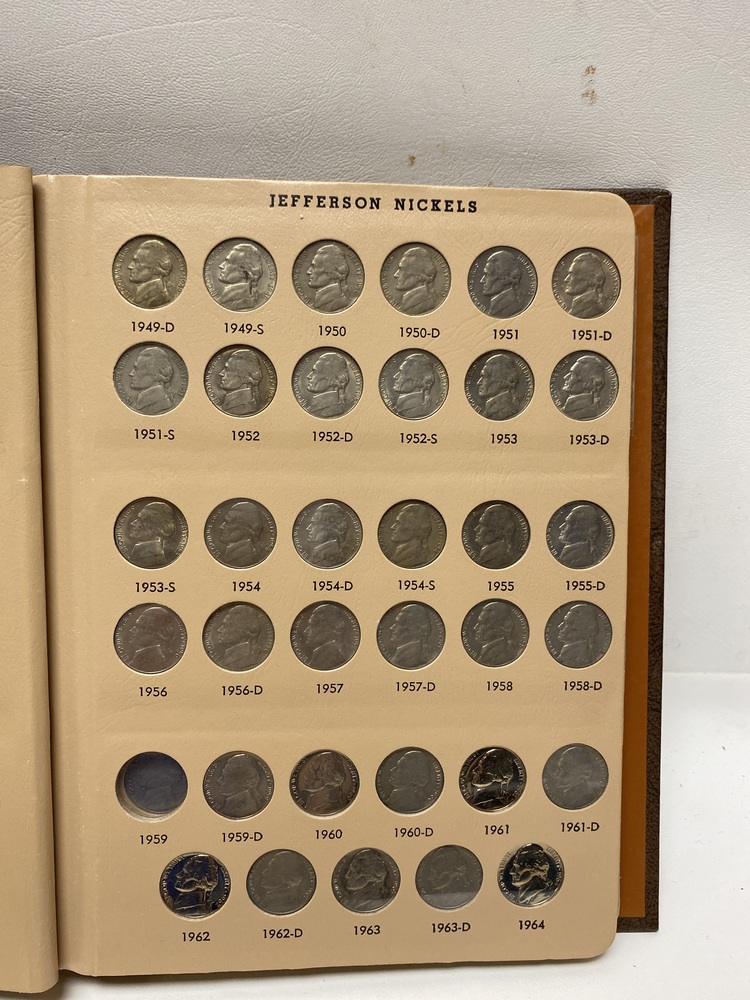 JEFFERSON NICKELS
1949-D 1949-S 1950 1950-D 1951 1951-D
1951-S 1952 1952-D 1952-S 1953 1953-D
1953-S 1954 1954-D 1954-S 1955 1955-D
1956 1956-D 1957 1957-D 1958 1958-D
1959 1959-D 1960 1960-D 1961 1961-D
1962 1962-D 1963 1963-D 1964